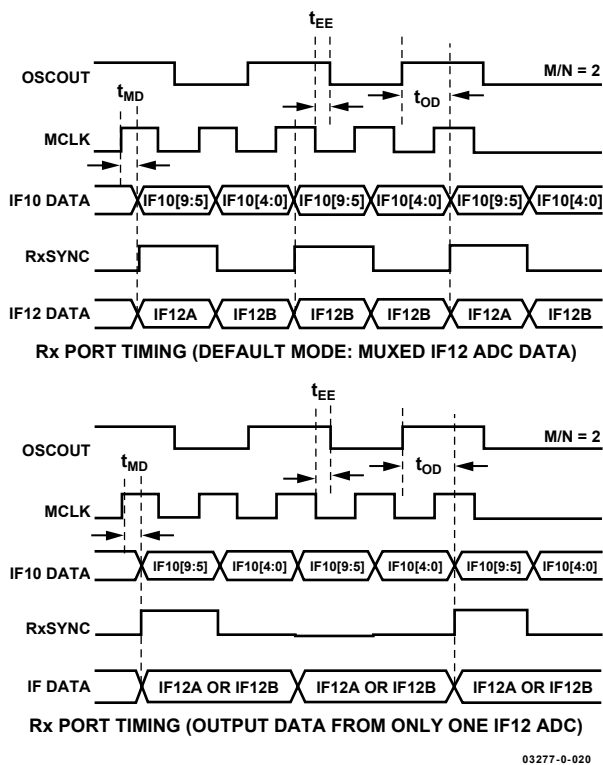 tEE
OSCOUT
M/N = 2
tMD
tOD
MCLK
IF10 DATA
IF10[9:5] IF10[4:0] IF10[9:5] IF10[4:0] IF10[9:5] IF10[4:0]
RxSYNC
IF12 DATA
IF12A IF12B IF12B IF12B IF12A IF12B
Rx PORT TIMING (DEFAULT MODE: MUXED IF12 ADC DATA)
tEE
OSCOUT
M/N = 2
tMD
tOD
MCLK
IF10 DATA
IF10[9:5] IF10[4:0] IF10[9:5] IF10[4:0] IF10[9:5] IF10[4:0]
RxSYNC
IF DATA
IF12A OR IF12B IF12A OR IF12B IF12A OR IF12B
Rx PORT TIMING (OUTPUT DATA FROM ONLY ONE IF12 ADC)
03277-0-020